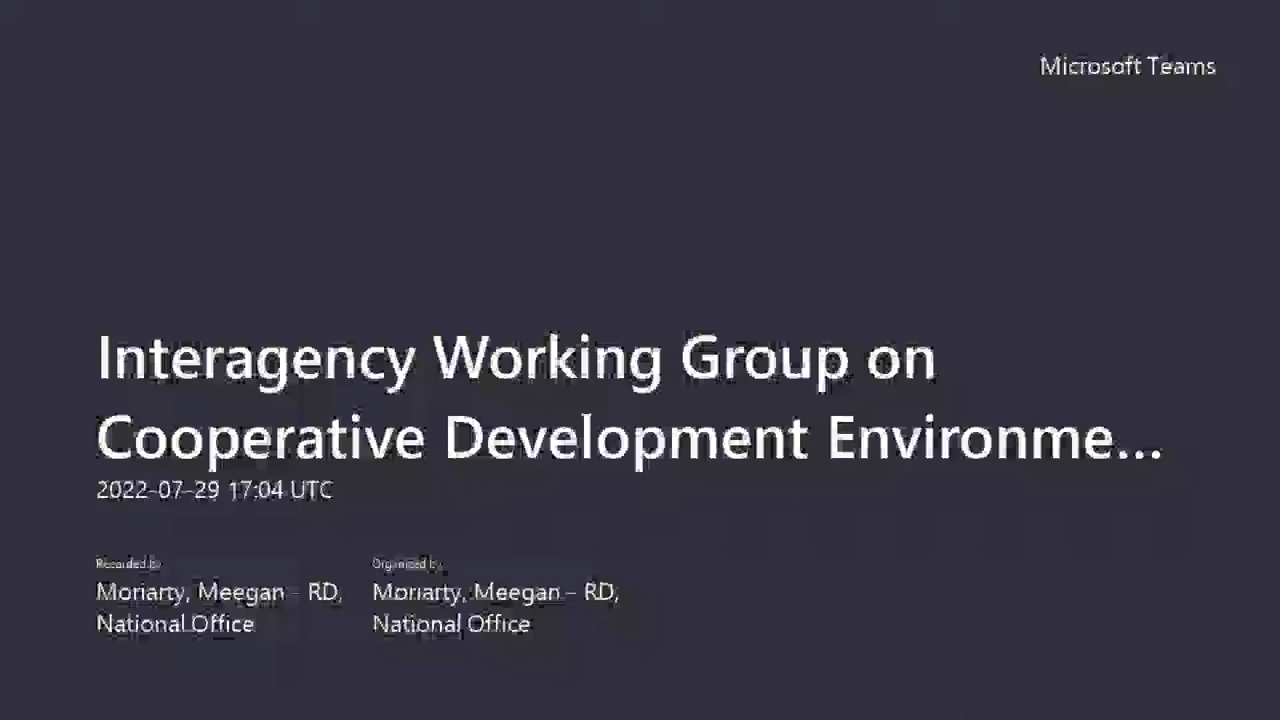 Microsoft Teams
Interagency Working Group on
Cooperative Development Environme...
2022-07-29 17:04 UTC
Recorded by
Organized by
Moriarty, Meegan - RD,
Moriarty, Meegan - RD,
National Office
National Office